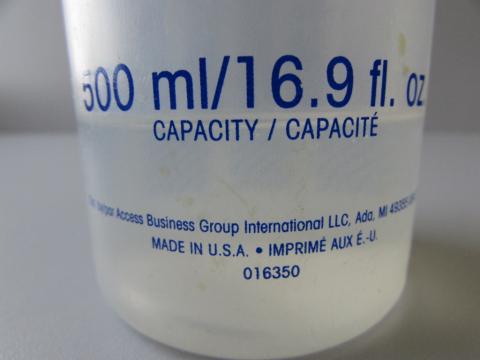 500 ml/16.9 fl. oz
CAPACITY / CAPACITÉ
Access Business Group International LLC, Ada, MI 49355
MADE IN U.S.A. • IMPRIMÉ AUX É.-U.
016350